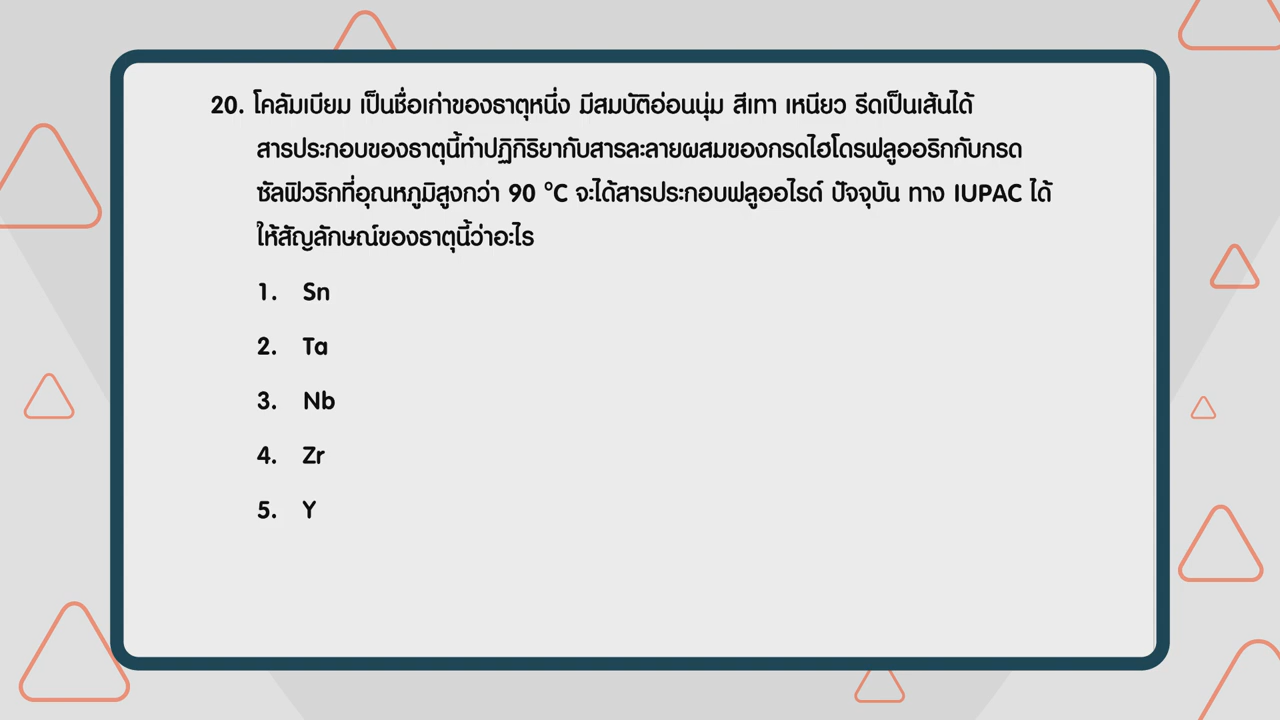 20. โคลัมเบียม เป็นชื่อเก่าของธาตุหนึ่ง มีสมบัติอ่อนนุ่ม สีเทา เหนียว รีดเป็นเส้นได้
สารประกอบของธาตุนี้ทำปฏิกิริยากับสารละลายผสมของกรดไฮโดรฟลูออริกกับกรด
ซัลฟิวริกที่อุณหภูมิสูงกว่า 90 °C จะได้สารประกอบฟลูออไรด์ ปัจจุบัน ทาง IUPAC ได้
ให้สัญลักษณ์ของธาตุนี้ว่าอะไร
1. Sn
2. Ta
3. Nb
4. Zr
5. Y